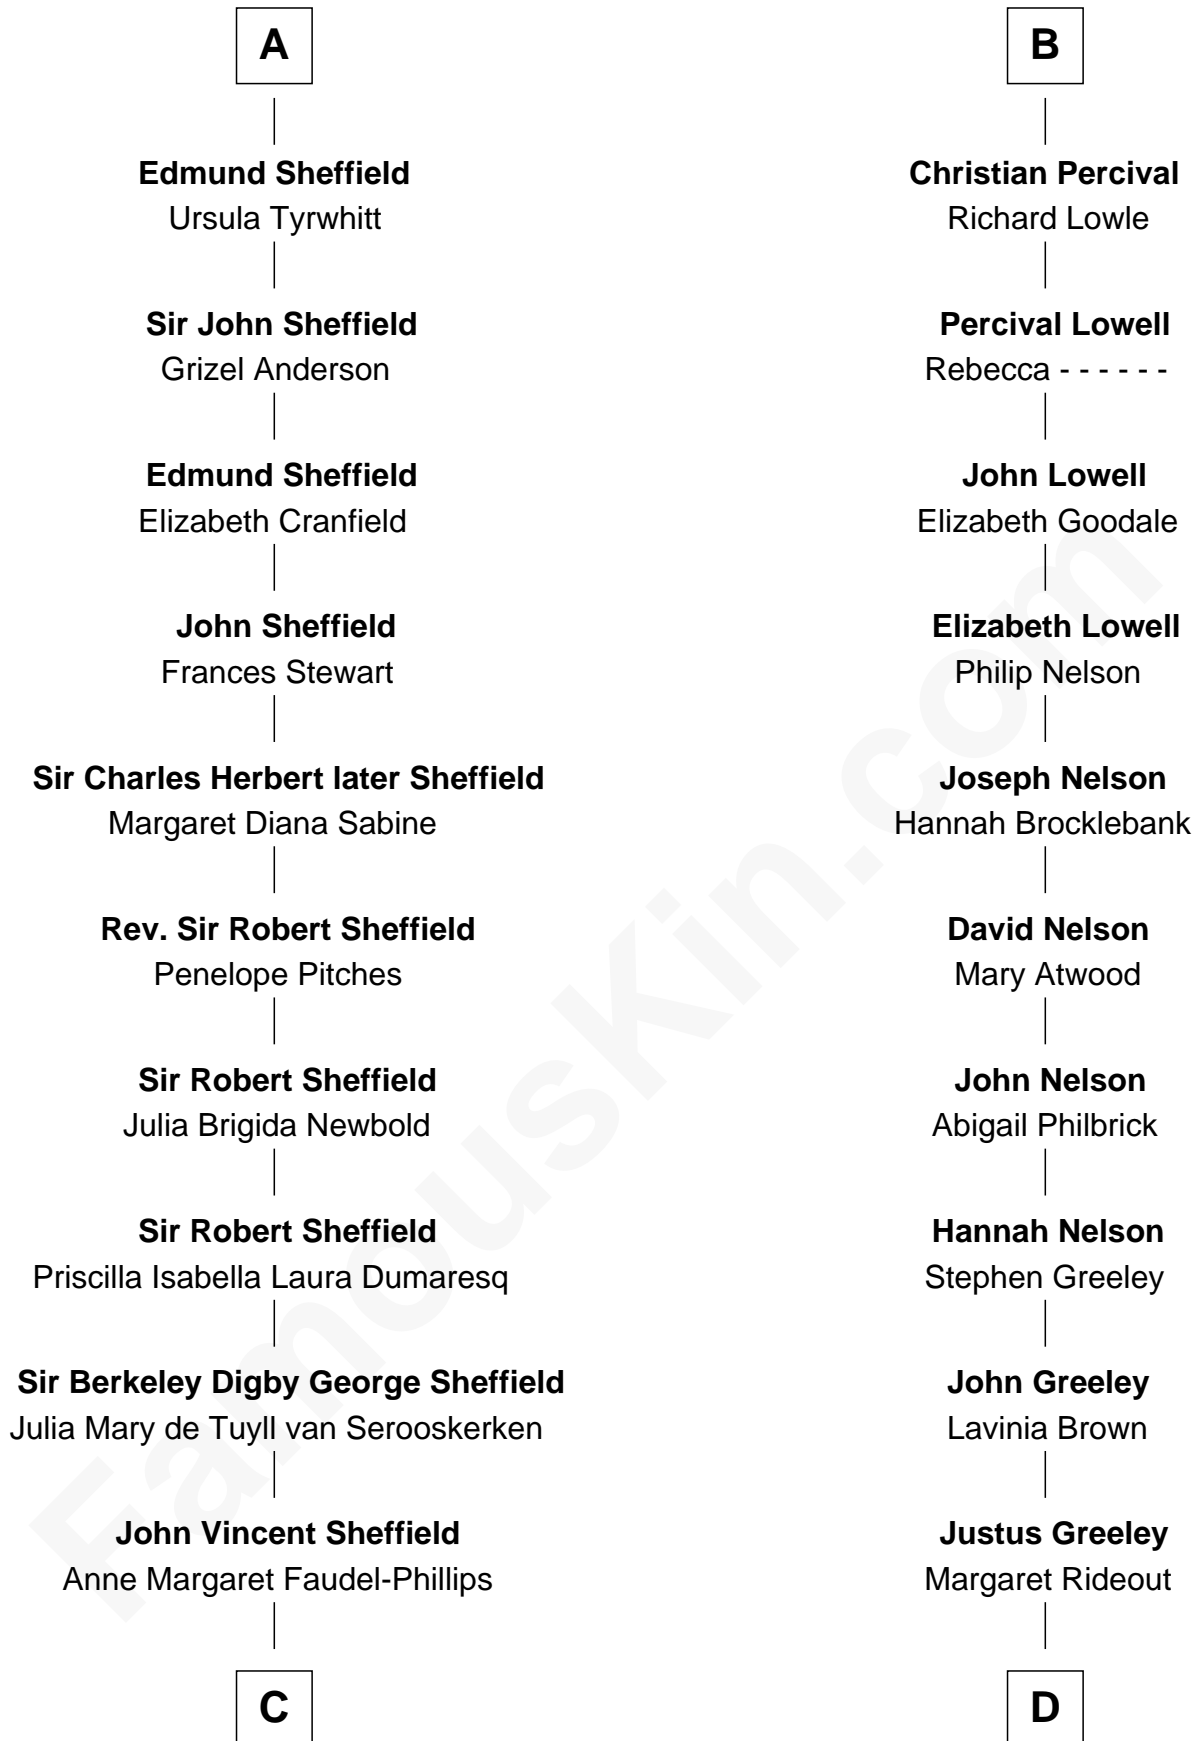 A
Edmund Sheffield
Ursula Tyrwhitt
Sir John Sheffield
Grizel Anderson
Edmund Sheffield
Elizabeth Cranfield
John Sheffield
Frances Stewart
Sir Charles Herbert later Sheffield
Margaret Diana Sabine
Rev. Sir Robert Sheffield
Penelope Pitches
Sir Robert Sheffield
Julia Brigida Newbold
Sir Robert Sheffield
Priscilla Isabella Laura Dumaresq
Sir Berkeley Digby George Sheffield
Julia Mary de Tuyll van Serooskerken
John Vincent Sheffield
Anne Margaret Faudel-Phillips
C
B
Christian Percival
Richard Lowle
Percival Lowell
Rebecca - - - - - -
John Lowell
Elizabeth Goodale
Elizabeth Lowell
Philip Nelson
Joseph Nelson
Hannah Brocklebank
David Nelson
Mary Atwood
John Nelson
Abigail Philbrick
Hannah Nelson
Stephen Greeley
John Greeley
Lavinia Brown
Justus Greeley
Margaret Rideout
D
FamousKin.com